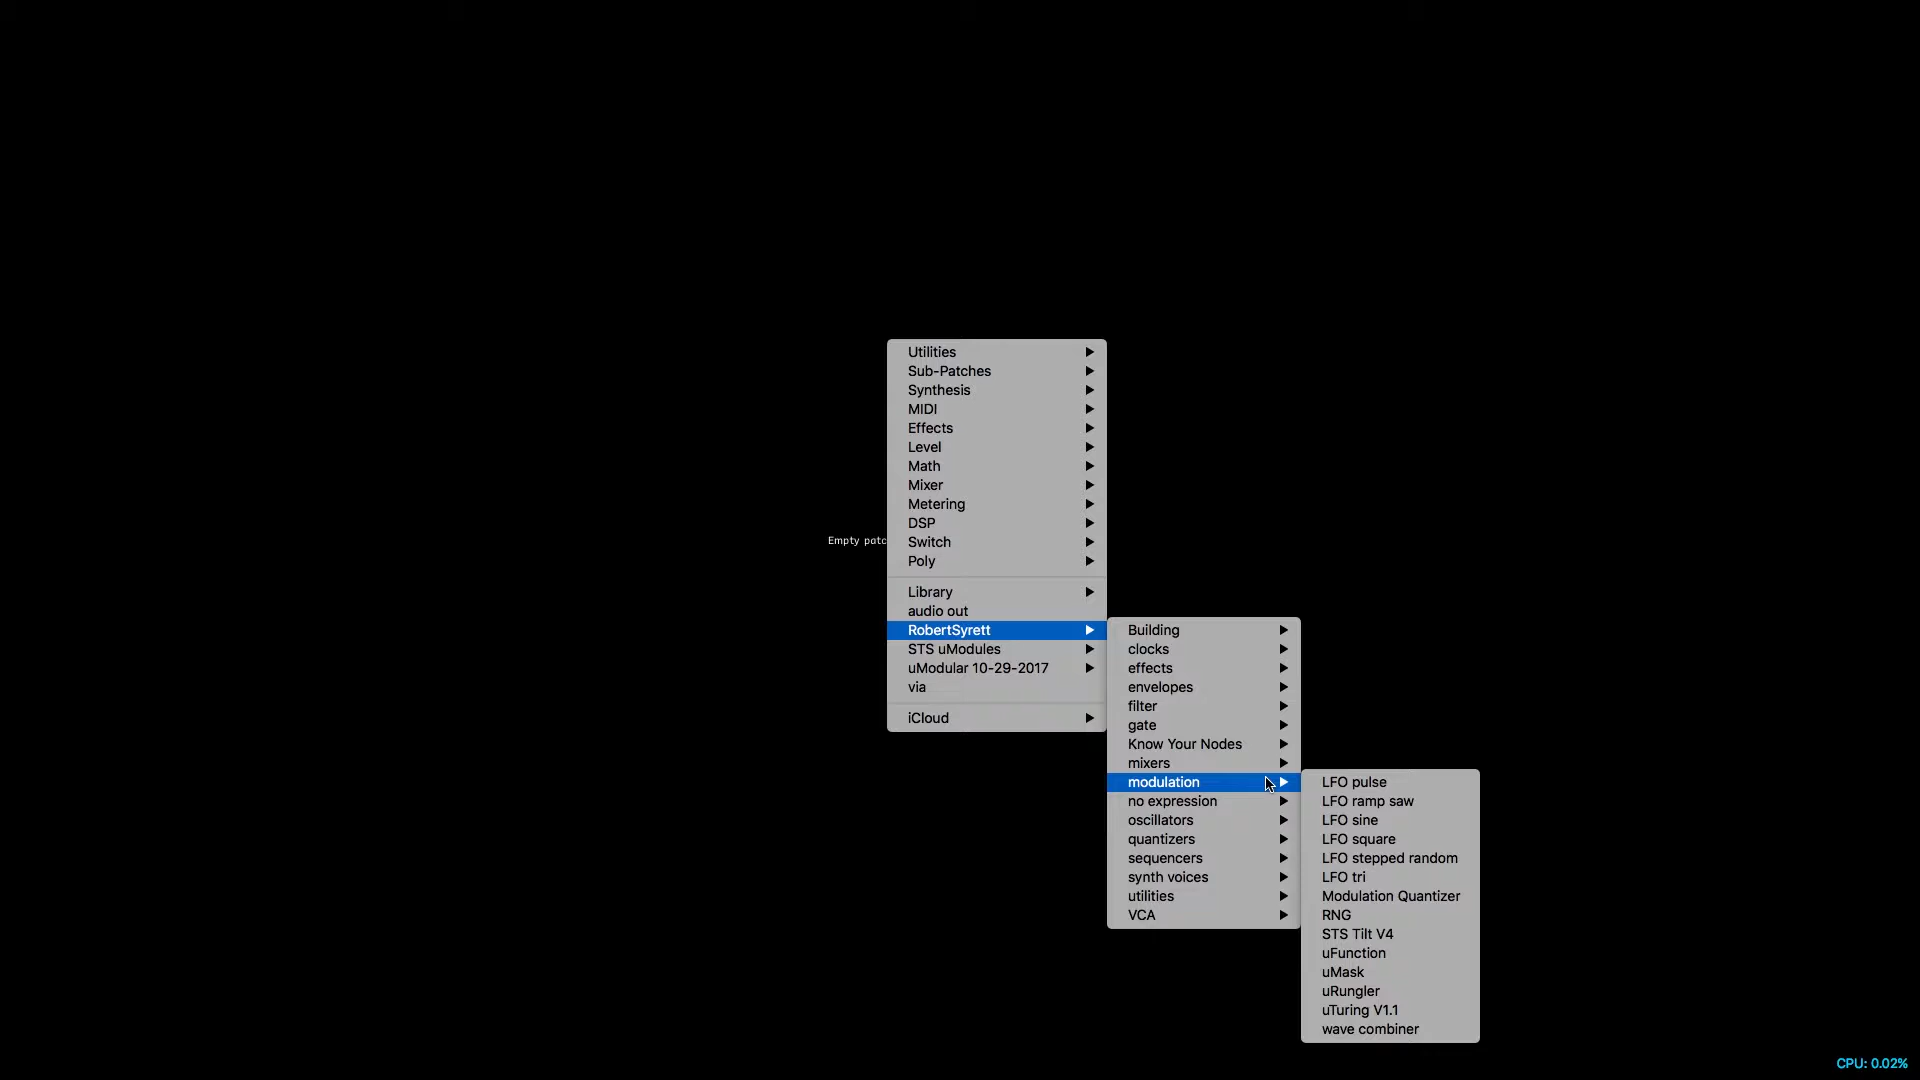 Utilities
Sub-Patches
Synthesis
MIDI
Effects
Level
Math
Mixer
Metering
DSP
Empty patc
Switch
Poly
Library
audio out
RobertSyrett
STS uModules
uModular 10-29-2017
via
iCloud
Building
clocks
effects
envelopes
filter
gate
Know Your Nodes
mixers
modulation
no expression
oscillators
quantizers
sequencers
synth voices
utilities
VCA
LFO pulse
LFO ramp saw
LFO sine
LFO square
LFO stepped random
LFO tri
Modulation Quantizer
RNG
STS Tilt V4
uFunction
uMask
uRungler
uTuring V1.1
wave combiner
CPU: 0.02%